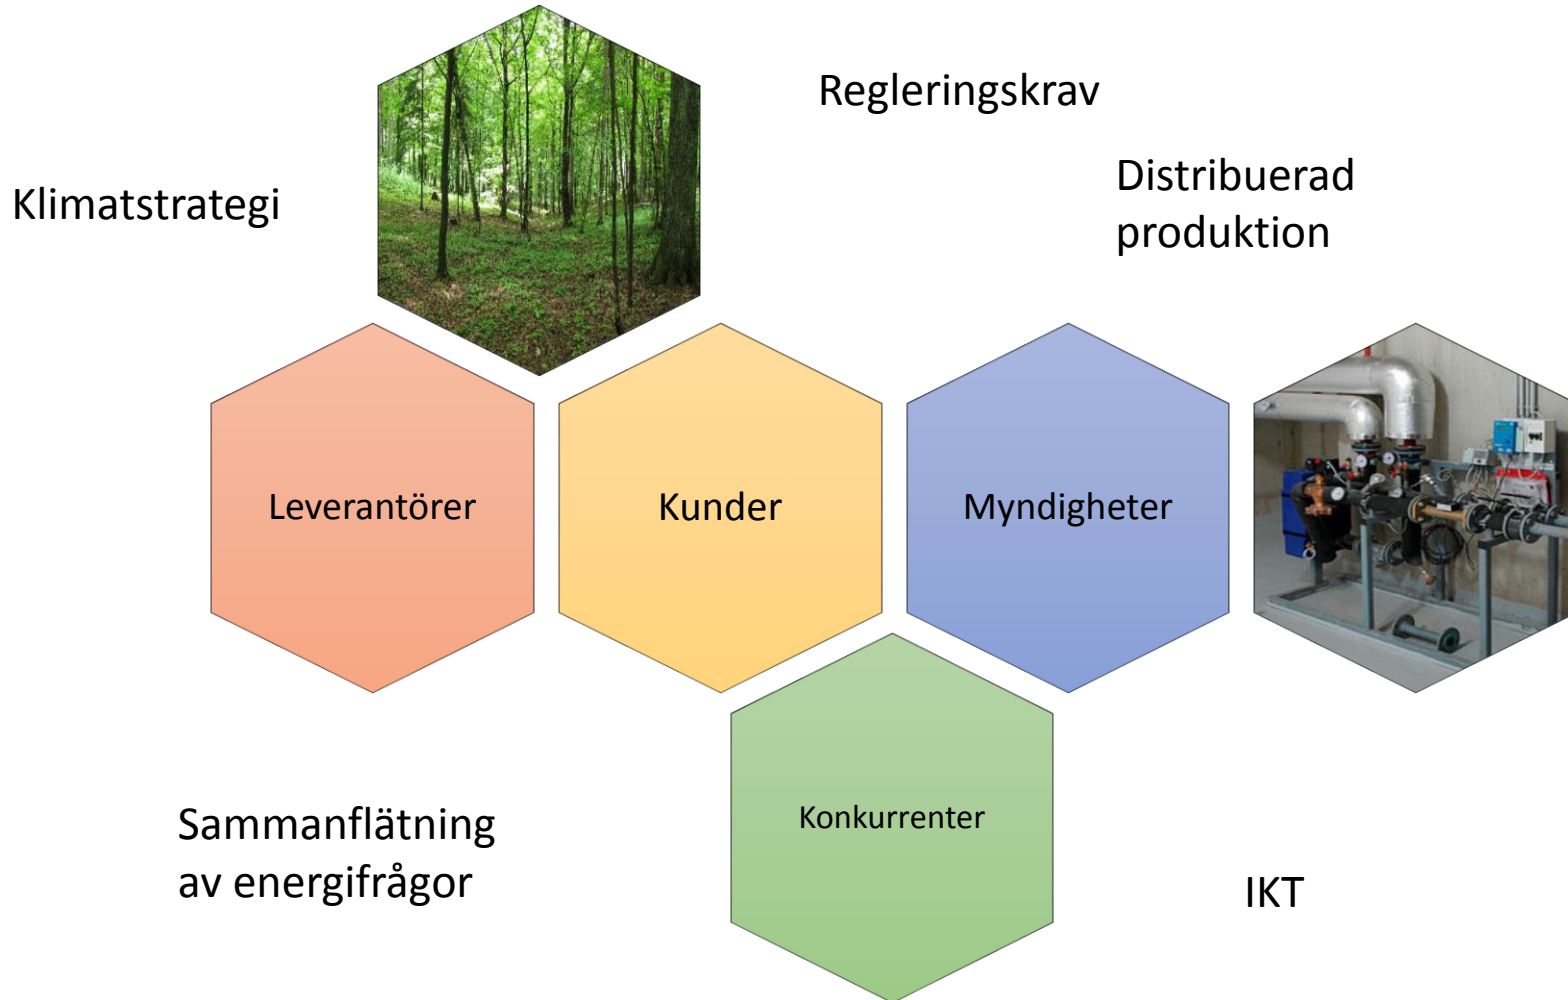 Regleringskrav
Klimatstrategi
Distribuerad
produktion
Leverantörer
Kunder
Myndigheter
Konkurrenter
Sammanflätning
av energifrågor
IKT